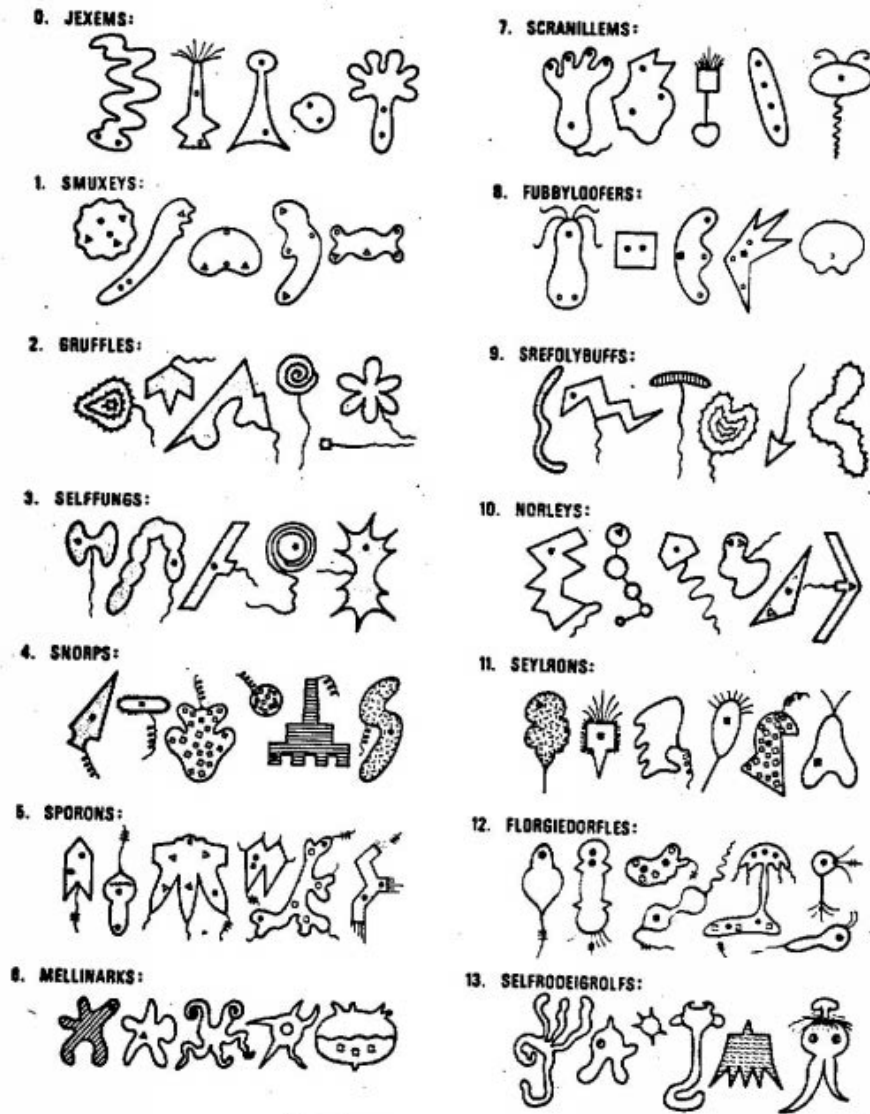 0. JEXEMS:
1. SMUXEYS:
2. GRUFFLES:
3. SELFFUNGS:
4. SNORPS:
5. SPORONS:
6. MELLINARKS:
7. SCRANILLEMS:
8. FUBBYLOOFERS:
9. SREFOLYBUFFS:
10. NORLEYS:
11. SEYLRONS:
12. FLORGIEDORFLES:
13. SELFRODEIGROLFS: